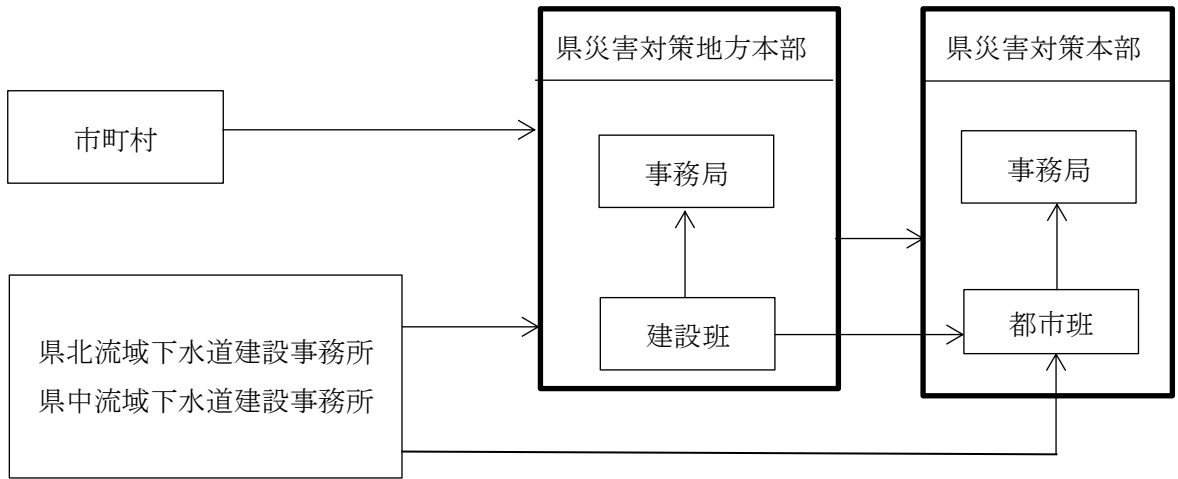 県災害対策地方本部
県災害対策本部
市町村
事務局
事務局
建設班
都市班
県北流域下水道建設事務所
県中流域下水道建設事務所